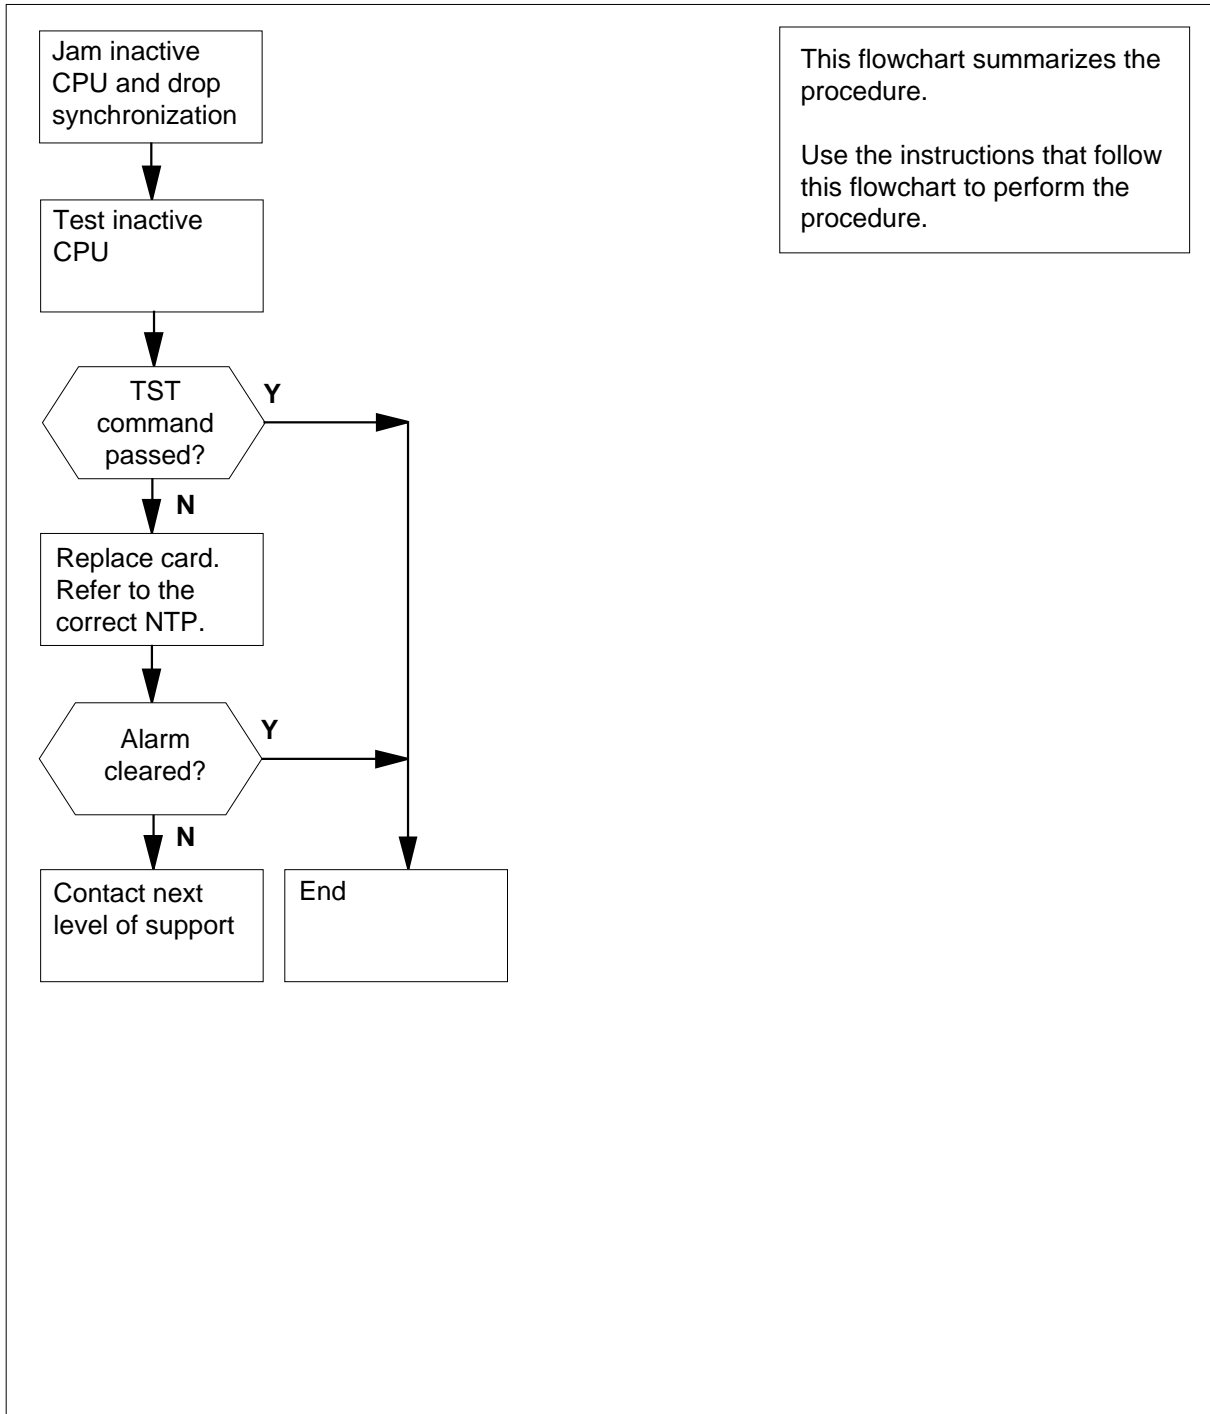 Jam inactive
CPU and drop
synchronization
This flowchart summarizes the
procedure.
Use the instructions that follow
this flowchart to perform the
procedure.
Test inactive
CPU
TST
command
passed?
Y
N
Replace card.
Refer to the
correct NTP.
Alarm
cleared?
Y
N
Contact next
level of support
End